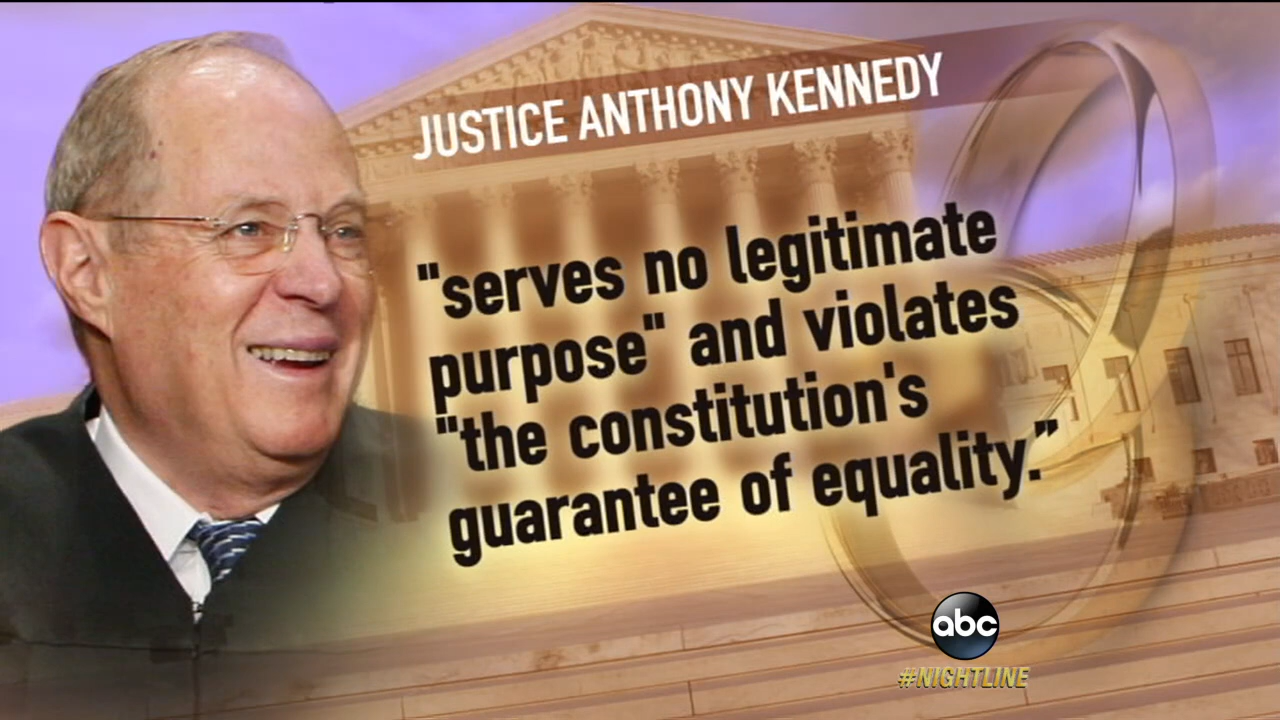 JUSTICE ANTHONY KENNEDY
"serves no legitimate
purpose" and violates
"the constitution's
guarantee of equality."
abc
#NIGHTLINE